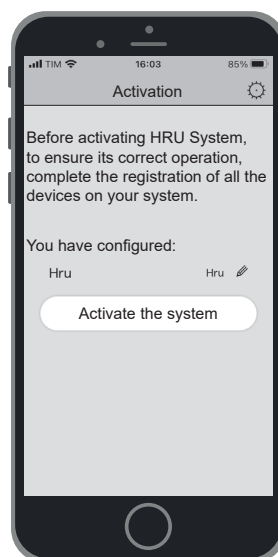 TIM 16:03 85%
Activation
Before activating HRU System,
to ensure its correct operation,
complete the registration of all the
devices on your system.
You have configured:
Hru Hru
Activate the system